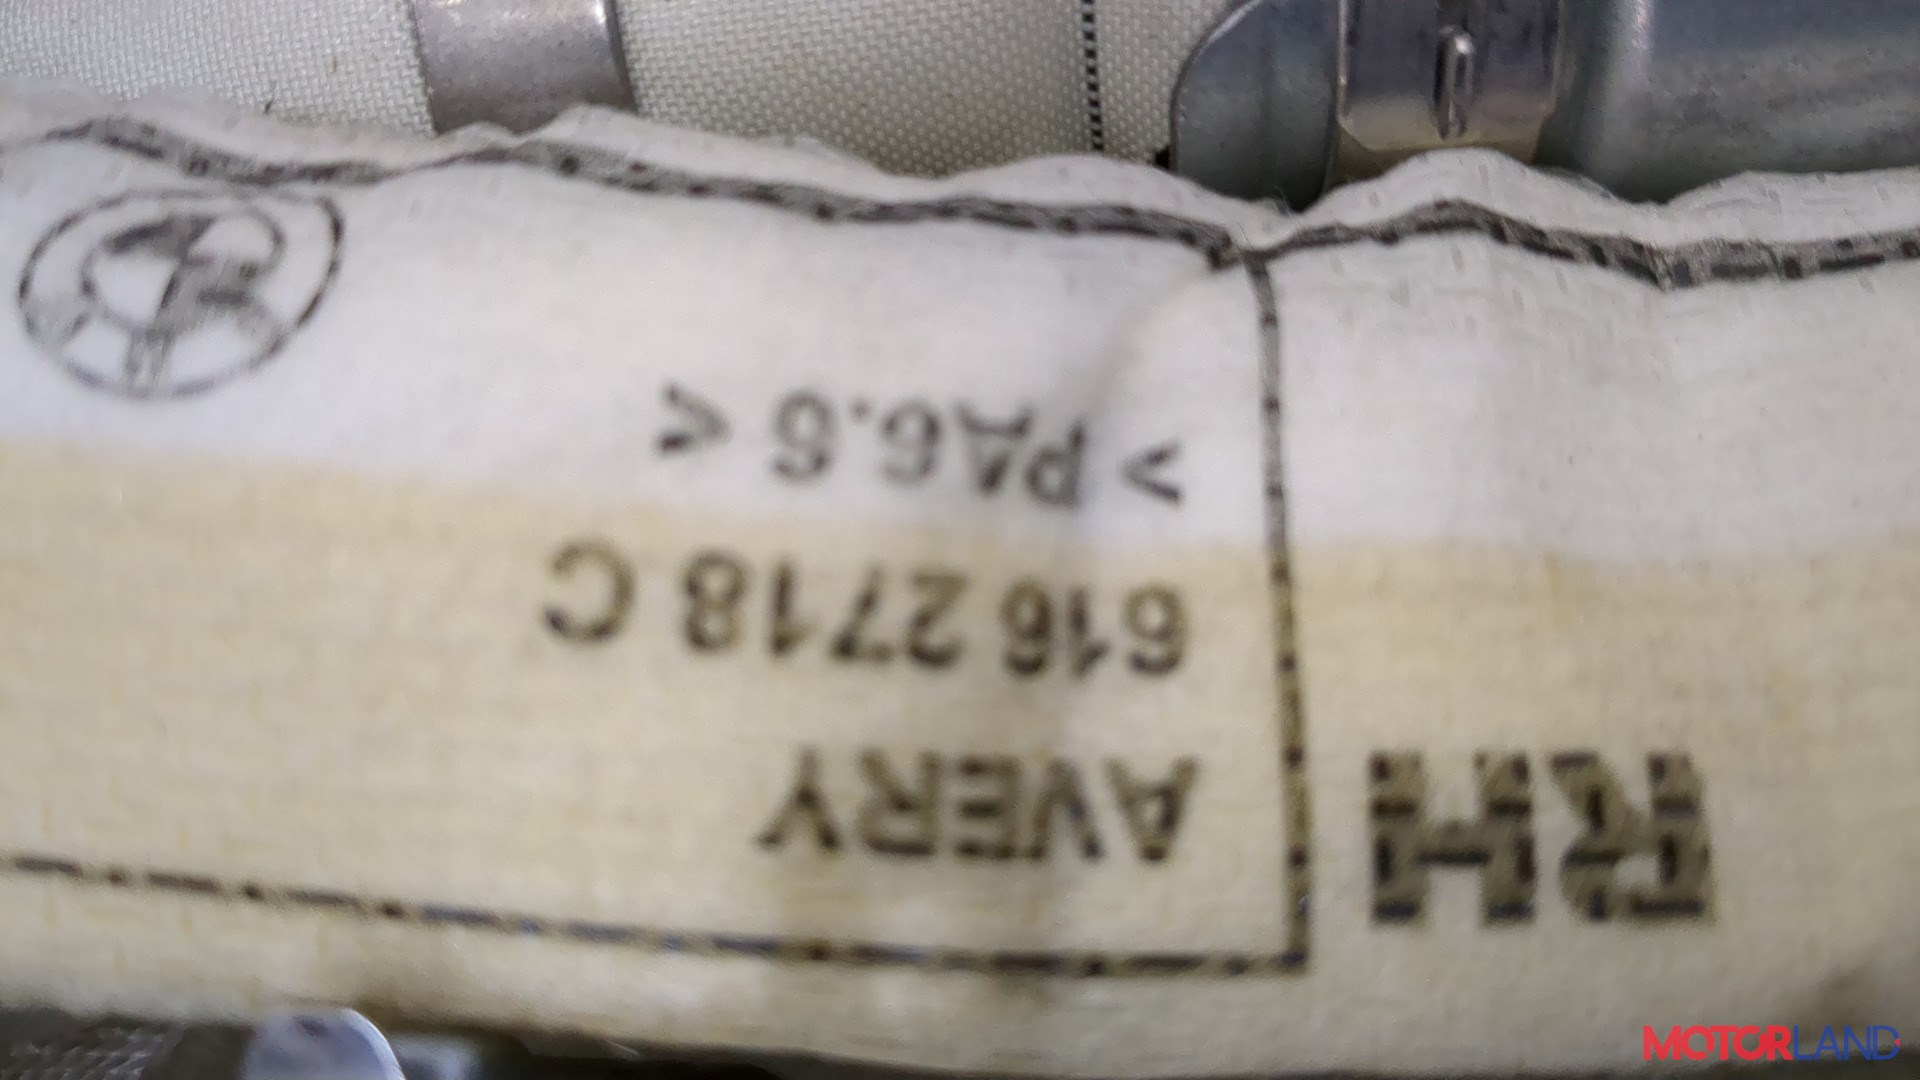 RH
AVERY
616 2718 C
> PA6.6 <
MOTORLAND